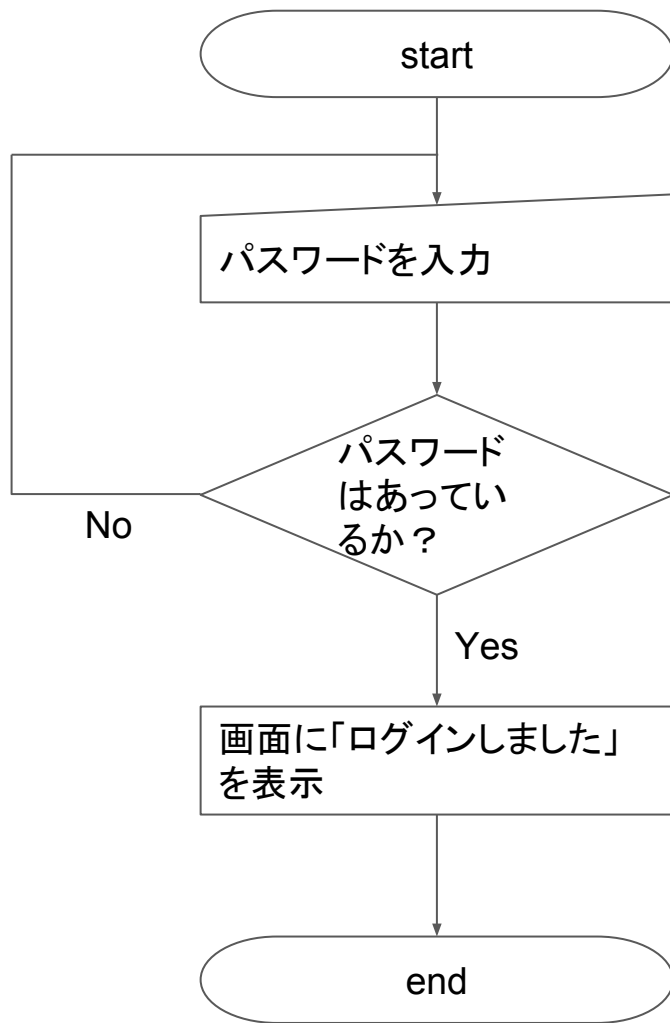 start
パスワードを入力
パスワード
はあってい
るか？
No
Yes
画面に「ログインしました」
を表示
end